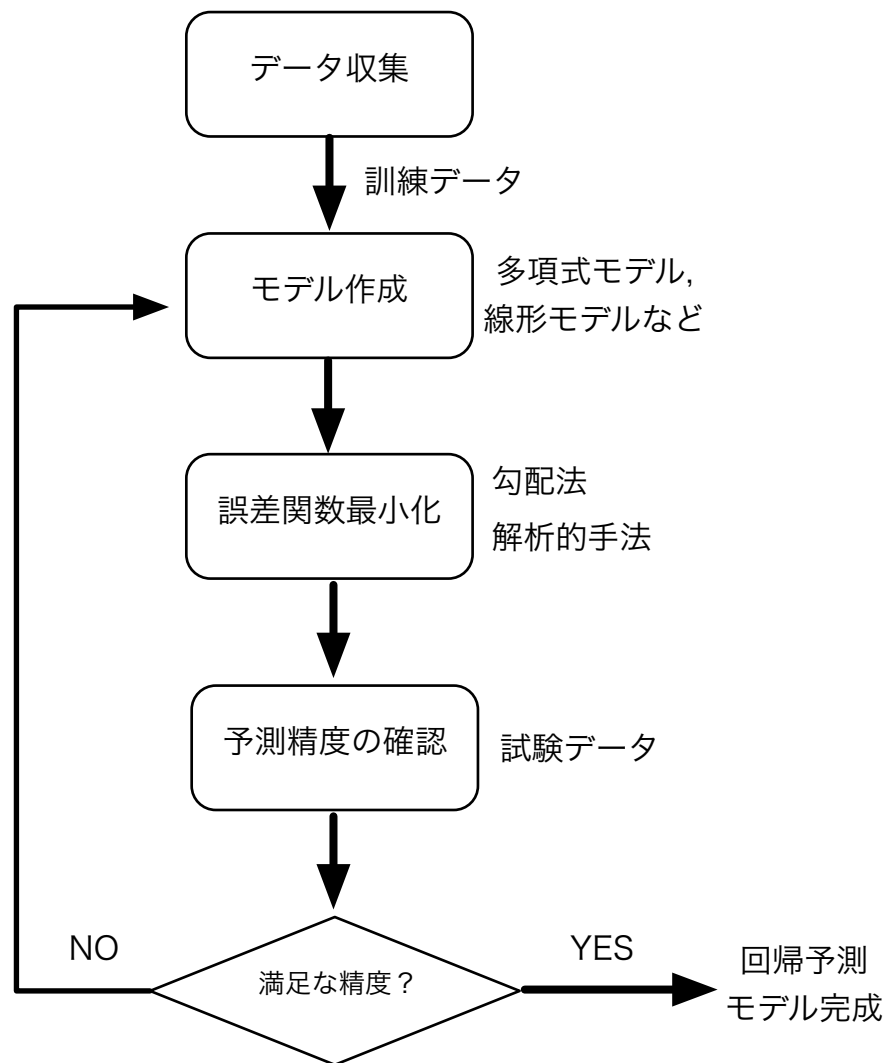 データ収集
訓練データ
モデル作成
多項式モデル,
線形モデルなど
誤差関数最小化
勾配法
解析的手法
予測精度の確認
試験データ
満足な精度？
NO
YES
回帰予測
モデル完成